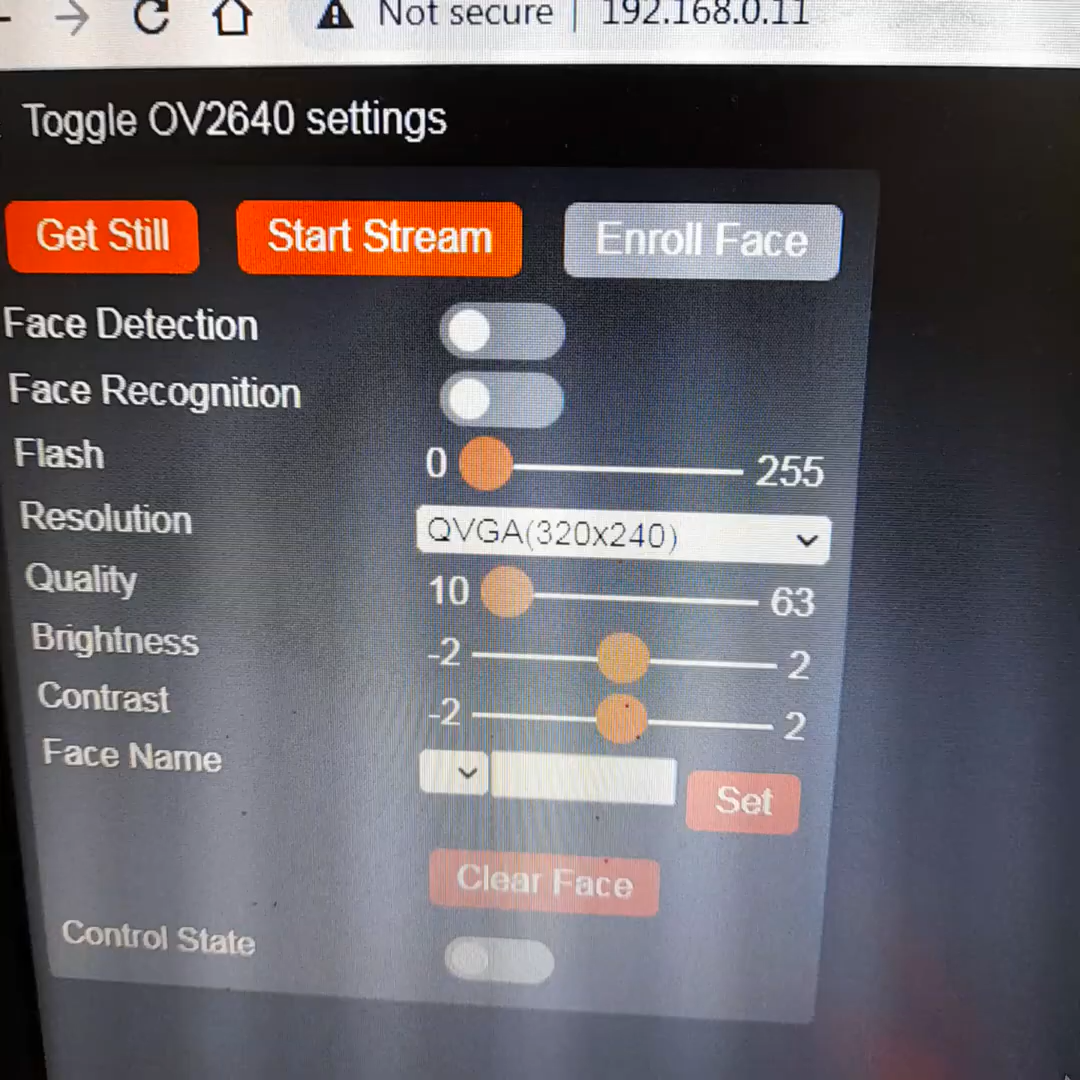 Not secure | 192.168.0.11
Toggle OV2640 settings
Get Still Start Stream Enroll Face
Face Detection
Face Recognition
Flash 0 255
Resolution QVGA(320x240)
Quality 10 63
Brightness -2 2
Contrast -2 2
Face Name Set
Clear Face
Control State